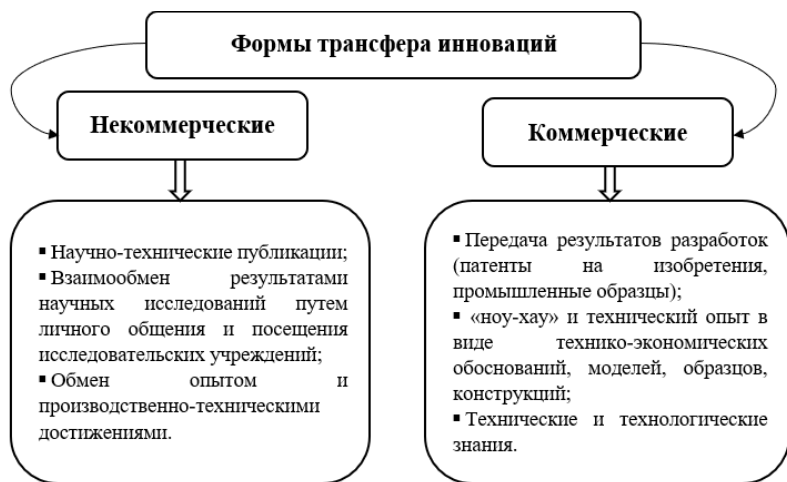 Формы трансфера инноваций
Некоммерческие
▪ Научно-технические публикации;
▪ Взаимообмен результатами
научных исследований путем
личного общения и посещения
исследовательских учреждений;
▪ Обмен опытом и
производственно-техническими
достижениями.
Коммерческие
▪ Передача результатов разработок
(патенты на изобретения,
промышленные образцы);
▪ «ноу-хау» и технический опыт в
виде технико-экономических
обоснований, моделей, образцов,
конструкций;
▪ Технические и технологические
знания.